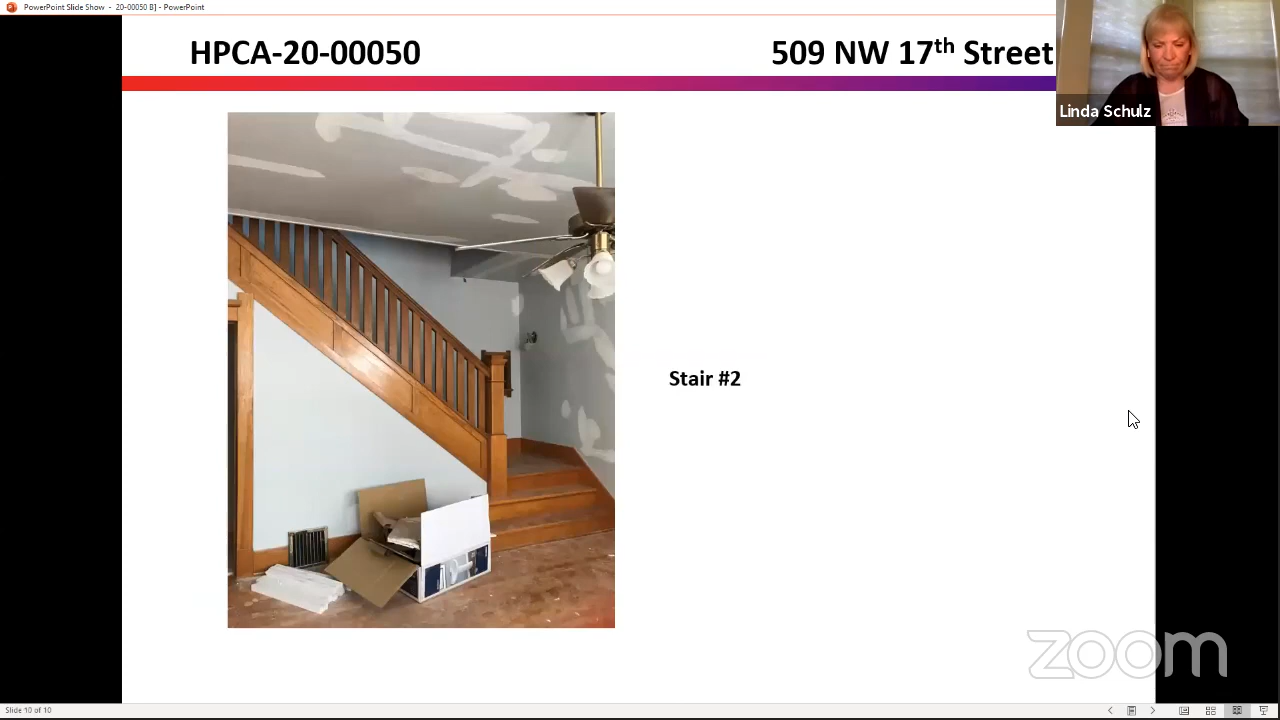 PowerPoint Slide Show - 20-00050 B] - PowerPoint
HPCA-20-00050
509 NW 17th Street
Linda Schulz
Stair #2
zoom
Slide 10 of 10